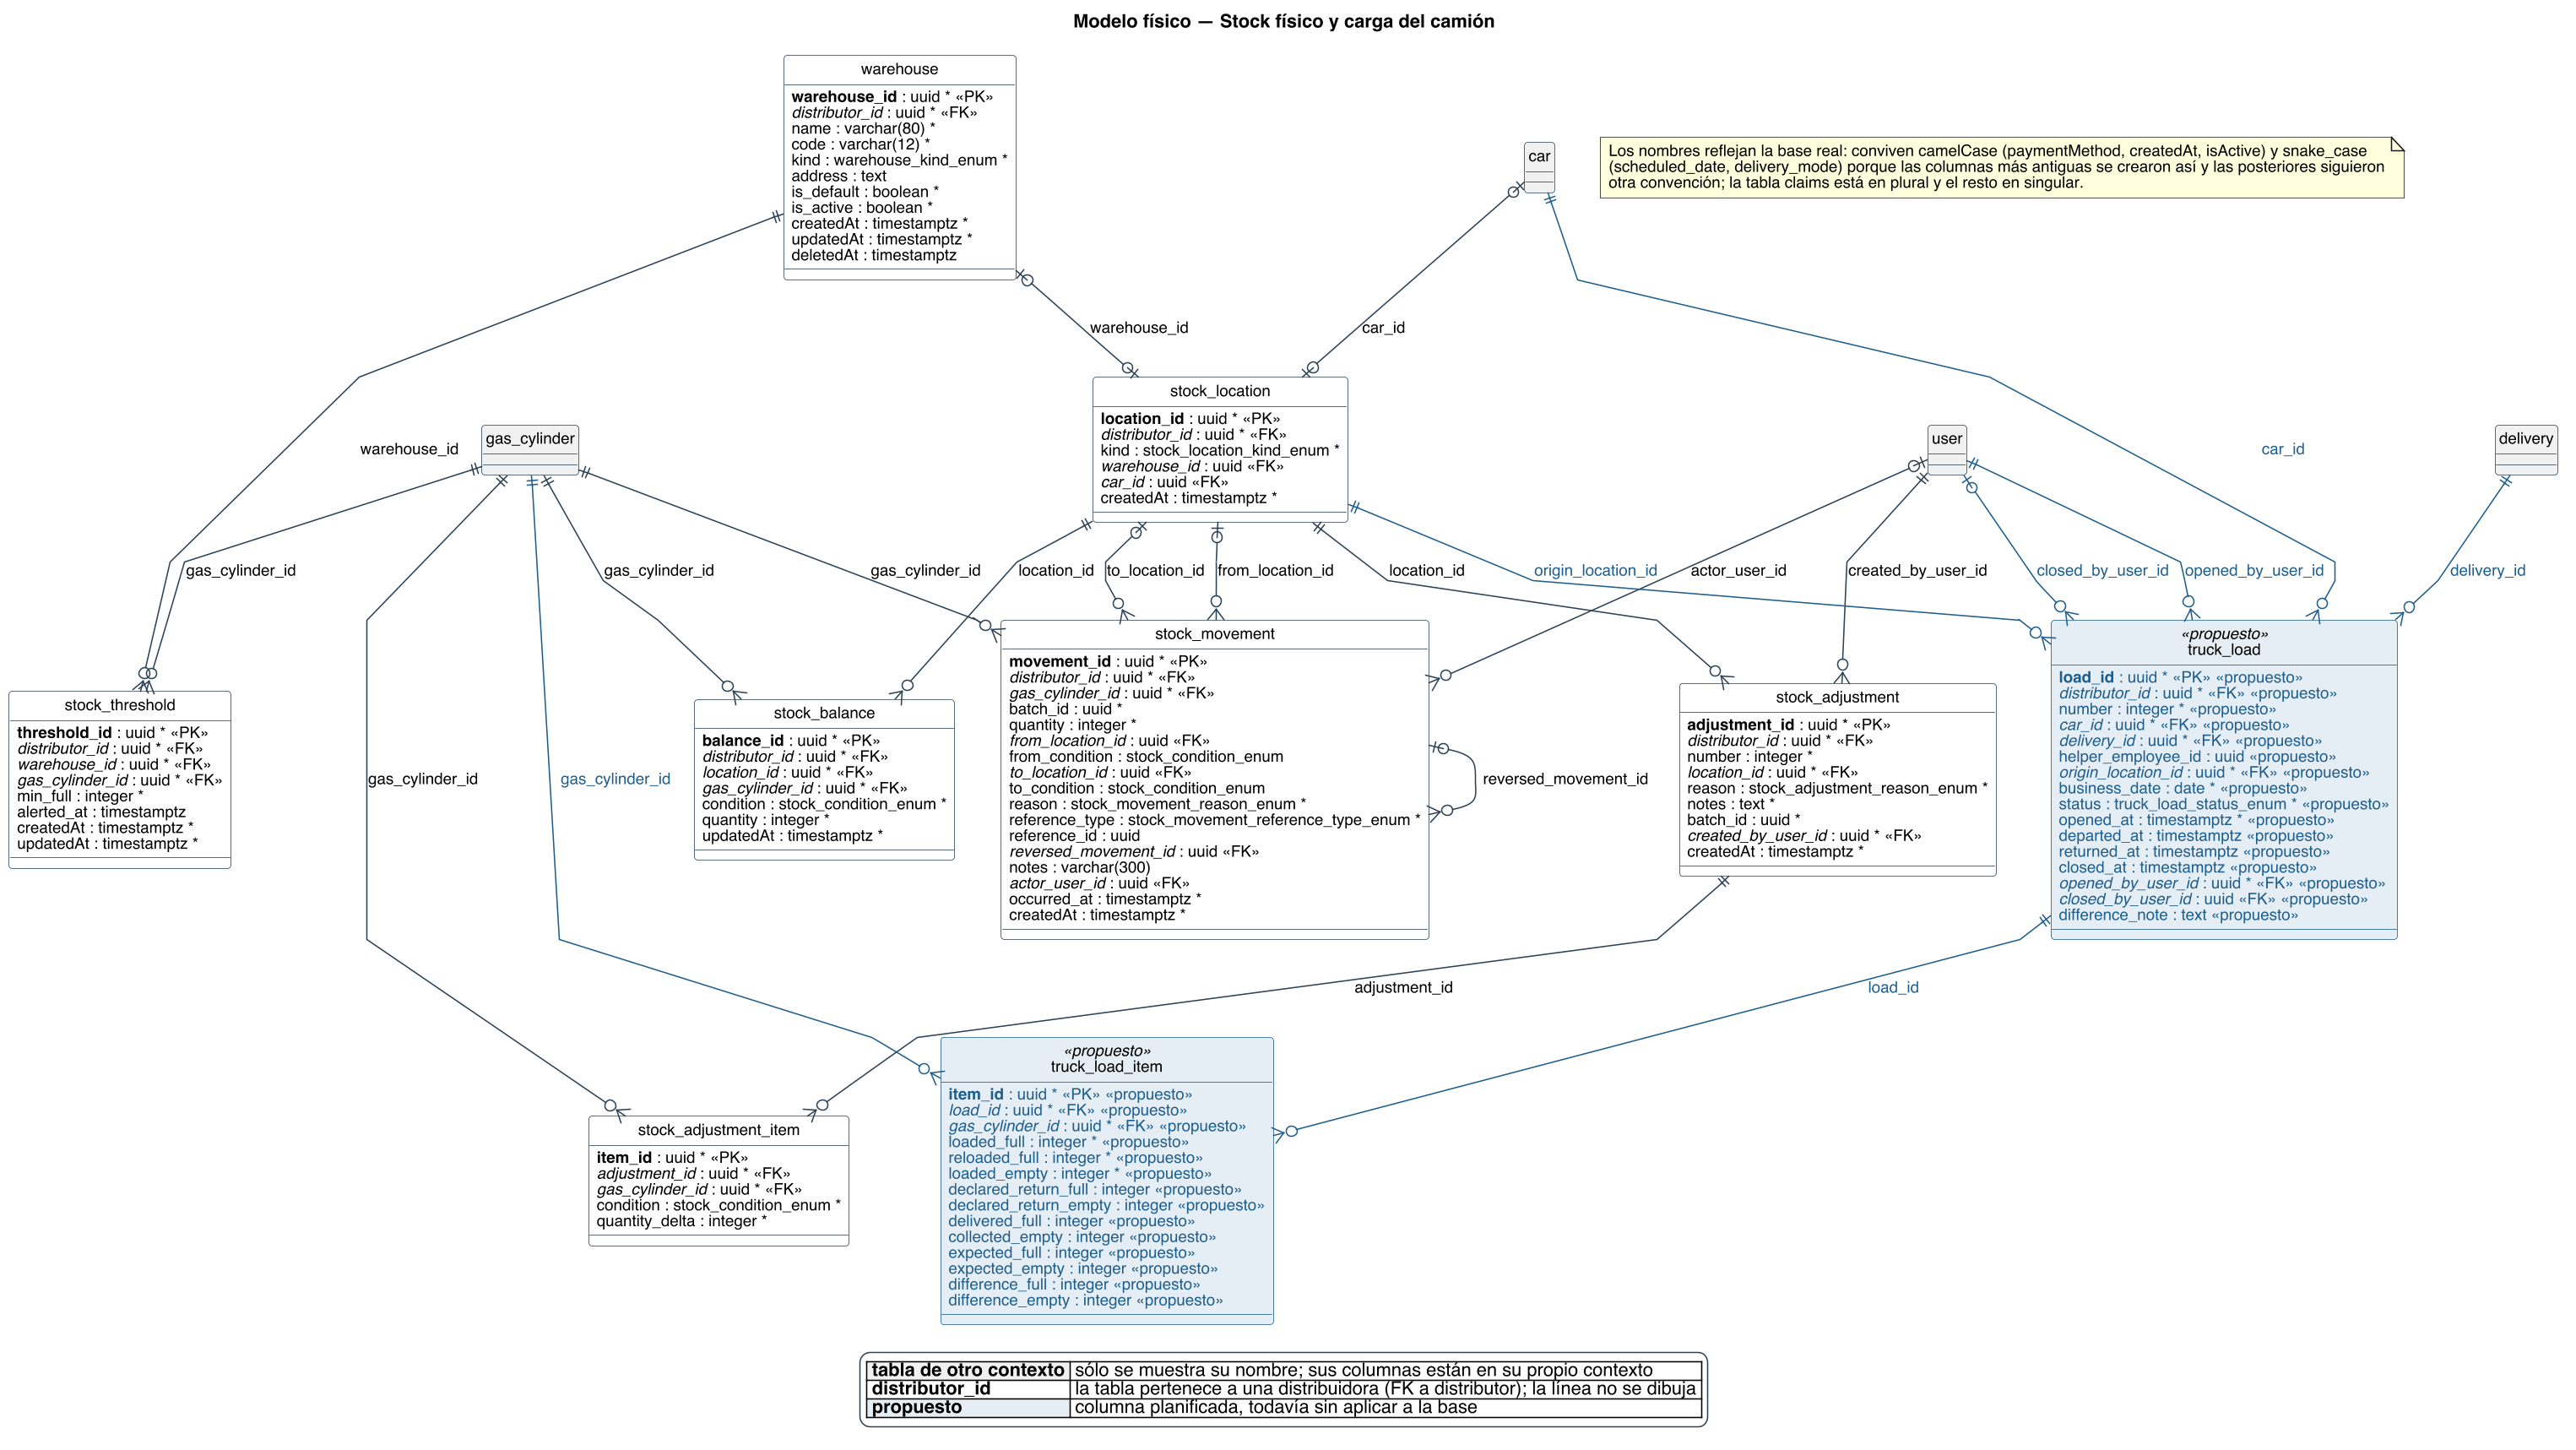 Modelo físico — Stock físico y carga del camión
warehouse
warehouse_id : uuid * «PK»
distributor_id : uuid * «FK»
name : varchar(80) *
code : varchar(12) *
kind : warehouse_kind_enum *
address : text
is_default : boolean *
is_active : boolean *
createdAt : timestamptz *
updatedAt : timestamptz *
deletedAt : timestamptz
car
Los nombres reflejan la base real: conviven camelCase (paymentMethod, createdAt, isActive) y snake_case
(scheduled_date, delivery_mode) porque las columnas más antiguas se crearon así y las posteriores siguieron
otra convención; la tabla claims está en plural y el resto en singular.
warehouse_id
car_id
stock_location
location_id : uuid * «PK»
distributor_id : uuid * «FK»
kind : stock_location_kind_enum *
warehouse_id : uuid «FK»
car_id : uuid «FK»
createdAt : timestamptz *
warehouse_id
gas_cylinder
user
car_id
delivery
gas_cylinder_id
gas_cylinder_id
gas_cylinder_id
location_id
to_location_id
from_location_id
location_id
origin_location_id
actor_user_id
created_by_user_id
closed_by_user_id
opened_by_user_id
delivery_id
stock_threshold
threshold_id : uuid * «PK»
distributor_id : uuid * «FK»
warehouse_id : uuid * «FK»
gas_cylinder_id : uuid * «FK»
min_full : integer *
alerted_at : timestamptz
createdAt : timestamptz *
updatedAt : timestamptz *
gas_cylinder_id
gas_cylinder_id
stock_balance
balance_id : uuid * «PK»
distributor_id : uuid * «FK»
location_id : uuid * «FK»
gas_cylinder_id : uuid * «FK»
condition : stock_condition_enum *
quantity : integer *
updatedAt : timestamptz *
stock_movement
movement_id : uuid * «PK»
distributor_id : uuid * «FK»
gas_cylinder_id : uuid * «FK»
batch_id : uuid *
quantity : integer *
from_location_id : uuid «FK»
from_condition : stock_condition_enum
to_location_id : uuid «FK»
to_condition : stock_condition_enum
reason : stock_movement_reason_enum *
reference_type : stock_movement_reference_type_enum *
reference_id : uuid
reversed_movement_id : uuid «FK»
notes : varchar(300)
actor_user_id : uuid «FK»
occurred_at : timestamptz *
createdAt : timestamptz *
reversed_movement_id
stock_adjustment
adjustment_id : uuid * «PK»
distributor_id : uuid * «FK»
number : integer *
location_id : uuid * «FK»
reason : stock_adjustment_reason_enum *
notes : text *
batch_id : uuid *
created_by_user_id : uuid * «FK»
createdAt : timestamptz *
«propuesto»
truck_load
load_id : uuid * «PK» «propuesto»
distributor_id : uuid * «FK» «propuesto»
number : integer * «propuesto»
car_id : uuid * «FK» «propuesto»
delivery_id : uuid * «FK» «propuesto»
helper_employee_id : uuid «propuesto»
origin_location_id : uuid * «FK» «propuesto»
business_date : date * «propuesto»
status : truck_load_status_enum * «propuesto»
opened_at : timestamptz * «propuesto»
departed_at : timestamptz «propuesto»
returned_at : timestamptz «propuesto»
closed_at : timestamptz «propuesto»
opened_by_user_id : uuid * «FK» «propuesto»
closed_by_user_id : uuid «FK» «propuesto»
difference_note : text «propuesto»
adjustment_id
load_id
stock_adjustment_item
item_id : uuid * «PK»
adjustment_id : uuid * «FK»
gas_cylinder_id : uuid * «FK»
condition : stock_condition_enum *
quantity_delta : integer *
«propuesto»
truck_load_item
item_id : uuid * «PK» «propuesto»
load_id : uuid * «FK» «propuesto»
gas_cylinder_id : uuid * «FK» «propuesto»
loaded_full : integer * «propuesto»
reloaded_full : integer * «propuesto»
loaded_empty : integer * «propuesto»
declared_return_full : integer «propuesto»
declared_return_empty : integer «propuesto»
delivered_full : integer «propuesto»
collected_empty : integer «propuesto»
expected_full : integer «propuesto»
expected_empty : integer «propuesto»
difference_full : integer «propuesto»
difference_empty : integer «propuesto»
tabla de otro contexto sólo se muestra su nombre; sus columnas están en su propio contexto
distributor_id la tabla pertenece a una distribuidora (FK a distributor); la línea no se dibuja
propuesto columna planificada, todavía sin aplicar a la base